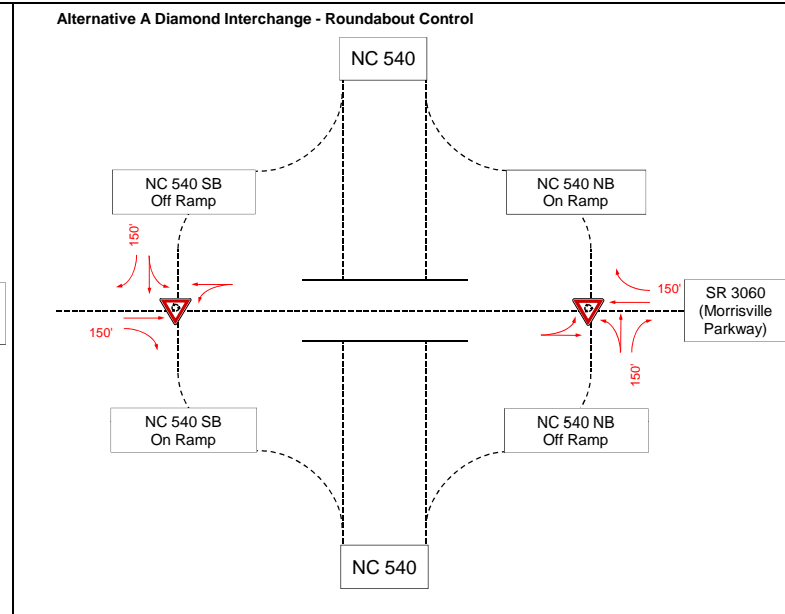 Alternative A Diamond Interchange - Roundabout Control
NC 540
NC 540 SB
Off Ramp
NC 540 NB
On Ramp
150'
150'
150'
150'
SR 3060
(Morrisville
Parkway)
NC 540 SB
On Ramp
NC 540 NB
Off Ramp
NC 540